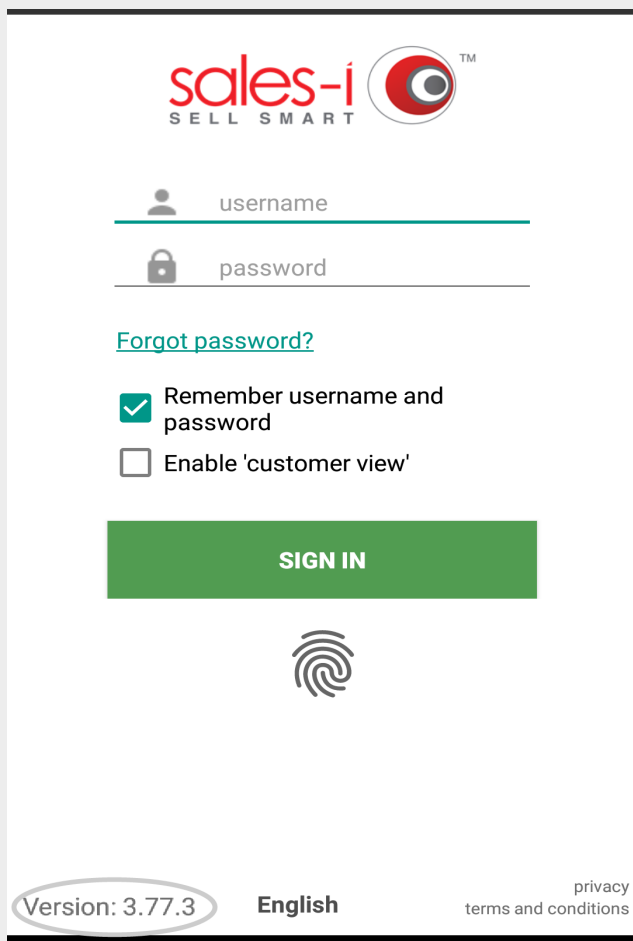 sales-i
TM
SELL SMART
username
password
Forgot password?
Remember username and
password
Enable 'customer view'
SIGN IN
privacy
Version: 3.77.3 English terms and conditions